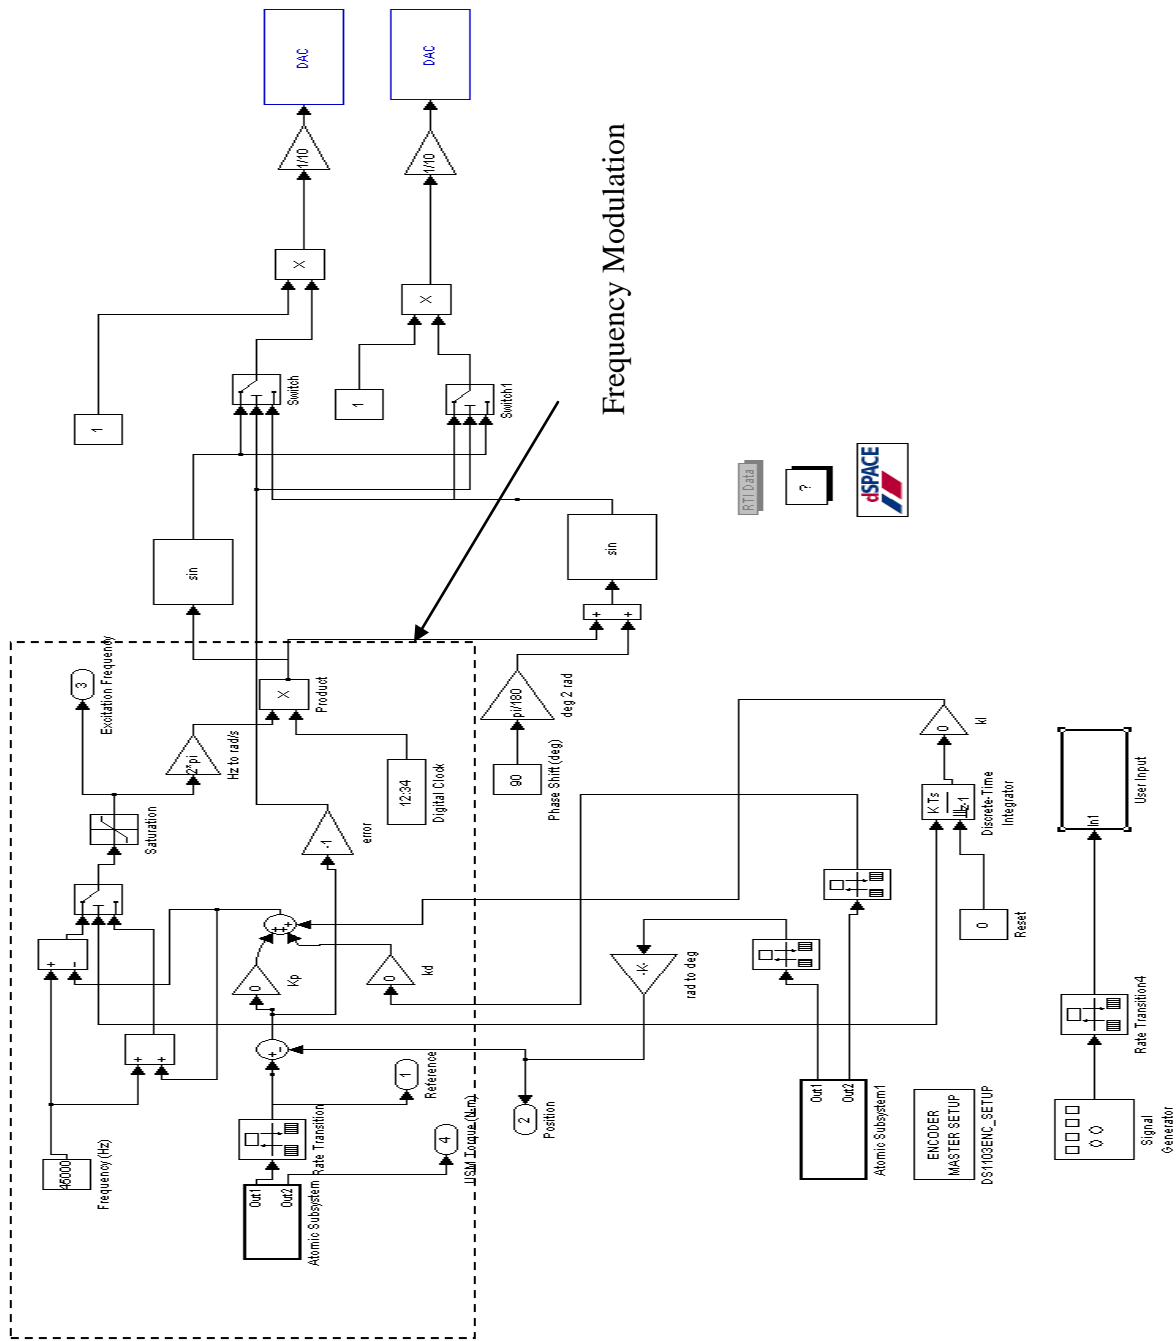 DAC
DAC
1/10
1/10
X
X
1
1
Switch
Switch1
Frequency Modulation
sin
sin
RTI Data
?
dSPACE
Excitation Frequency
3
2*pi
Hz to rad/s
X
Product
+
+
pi/180
deg 2 rad
90
Phase Shift (deg)
12:34
Digital Clock
Saturation
-1
error
0
ki
K Ts
z-1
Discrete-Time
Integrator
0
Reset
In1
User Input
+
-
+
+
+
+
+
0
Kp
0
kd
-K-
rad to deg
+
-
1
Reference
Rate Transition
4
USM Torque (N-m)
2
Position
45000
Frequency (Hz)
Out1
Out2
Atomic Subsystem
Out1
Out2
Atomic Subsystem1
ENCODER
MASTER SETUP
DS1103ENC_SETUP
Rate Transition4
Signal
Generator